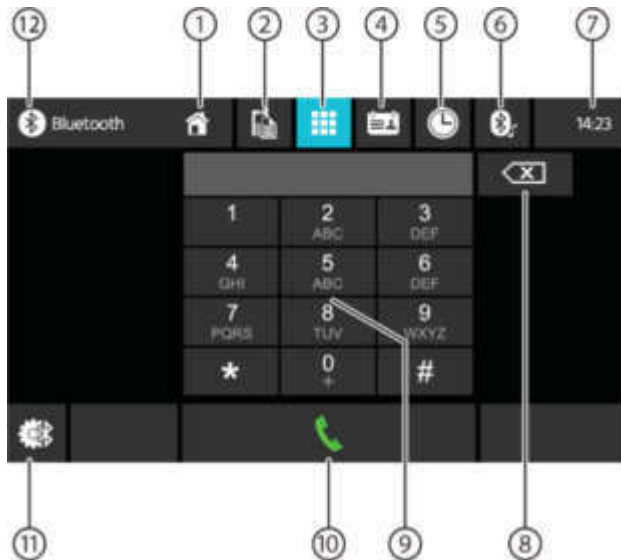 12 1 2 3 4 5 6 7
Bluetooth 14:23
1 2 ABC 3 DEF
4 GHI 5 ABC 6 DEF
7 PQRS 8 TUV 9 WXYZ
* 0 + #
11 10 9 8